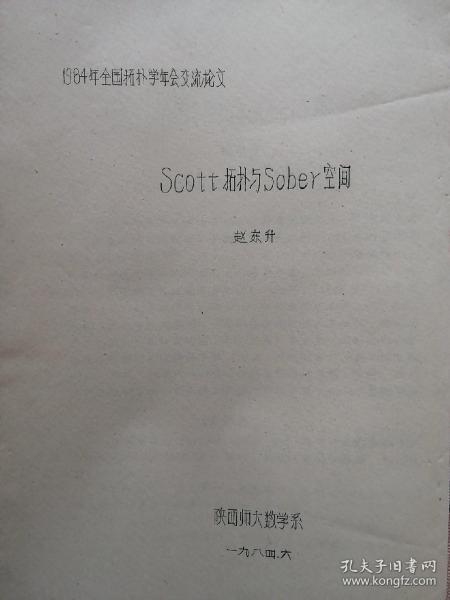 1984年全国拓扑学年会交流论文
Scott拓扑与Sober空间
赵东升
陕西师大数学系
一九八四.六
孔夫子旧书网
www.kongfz.com